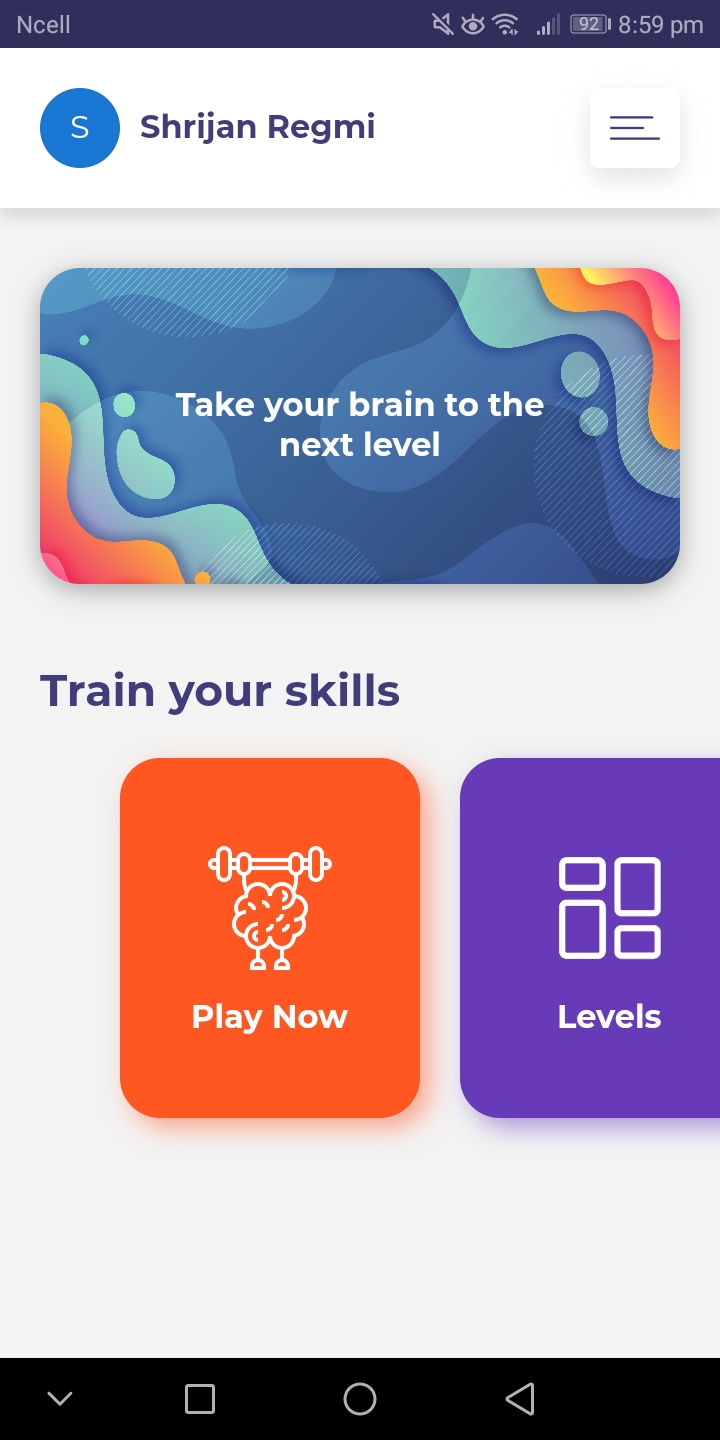 Ncell 92 8:59 pm
S Shrijan Regmi
Take your brain to the
next level
Train your skills
Play Now Levels